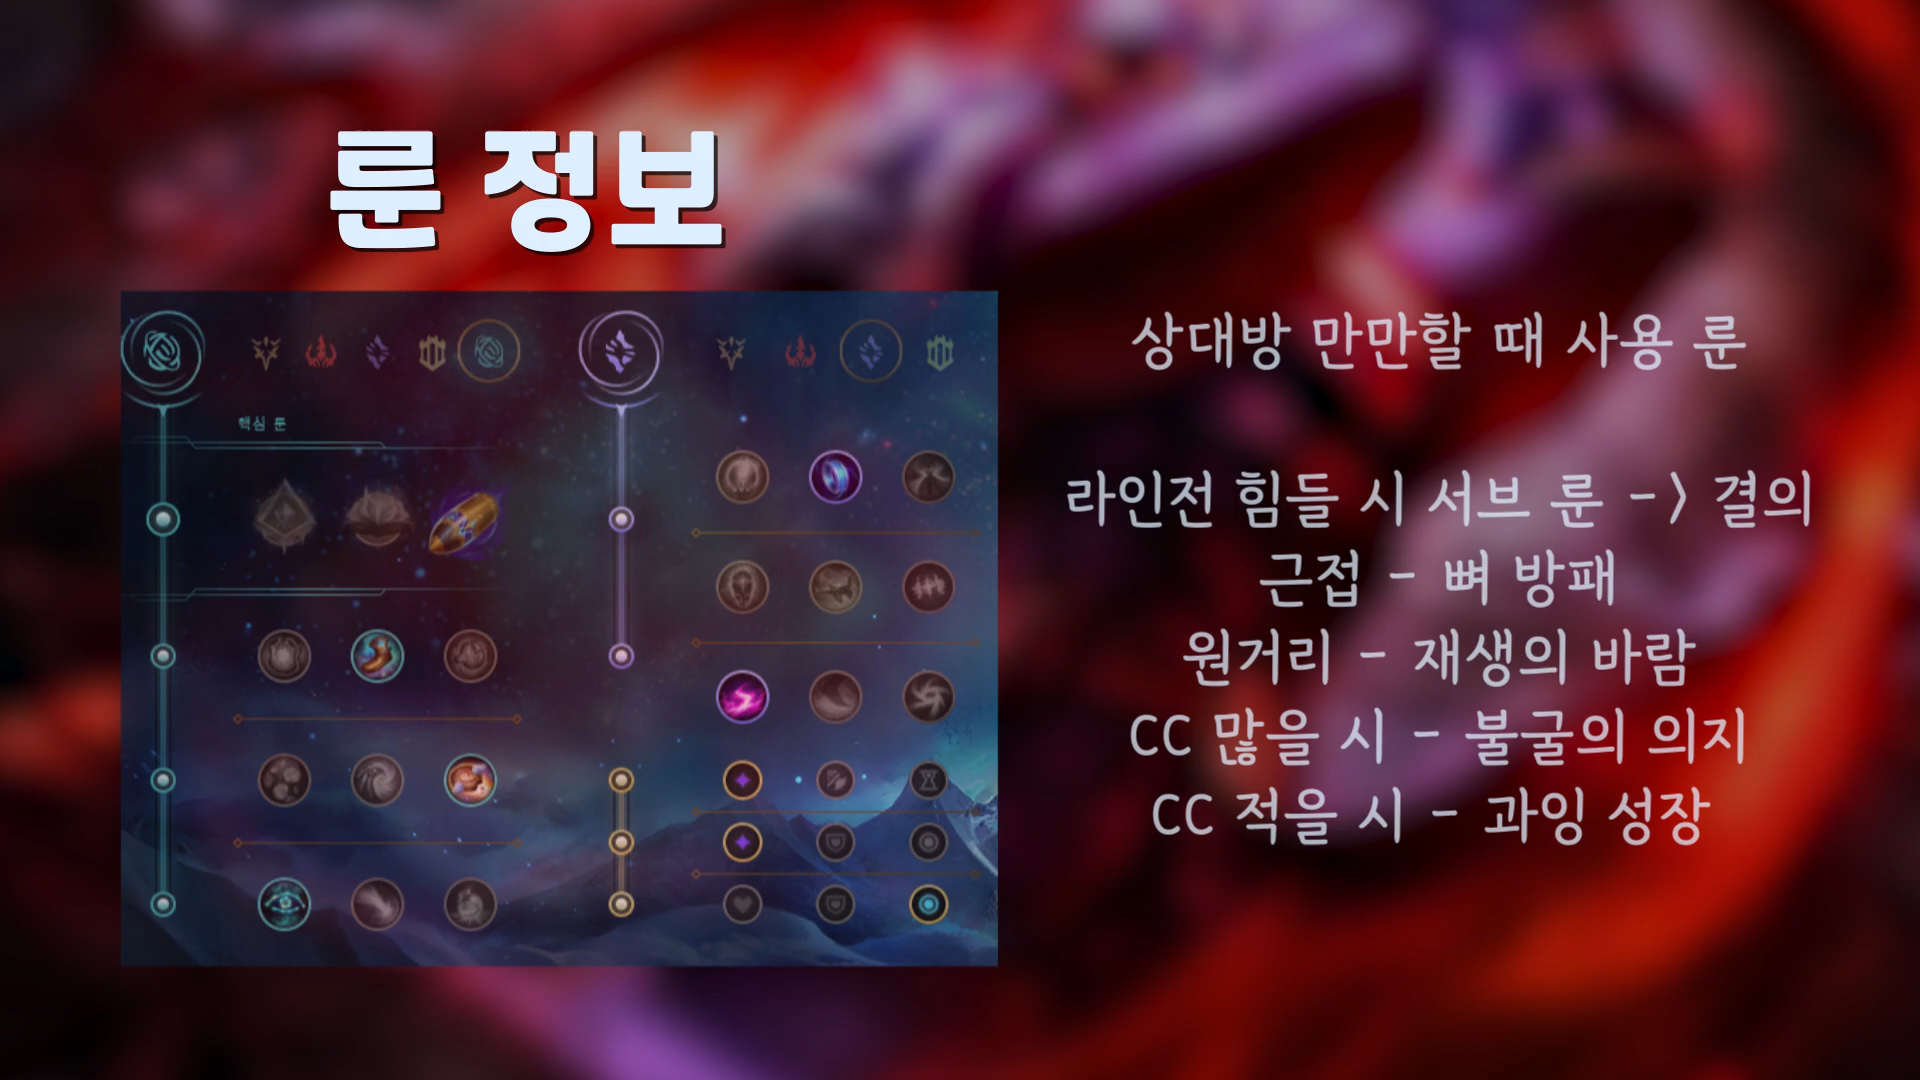 룬 정보
핵심 룬
상대방 만만할 때 사용 룬
라인전 힘들 시 서브 룬 -> 결의
근접 - 뼈 방패
원거리 - 재생의 바람
CC 많을 시 - 불굴의 의지
CC 적을 시 - 과잉 성장